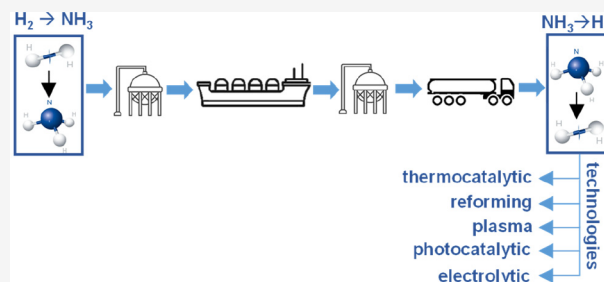 H₂ → NH₃
NH₃→H
H
H
N
H
H
H
N
H
H
H
H
H
thermocatalytic
reforming
plasma
photocatalytic
electrolytic
technologies